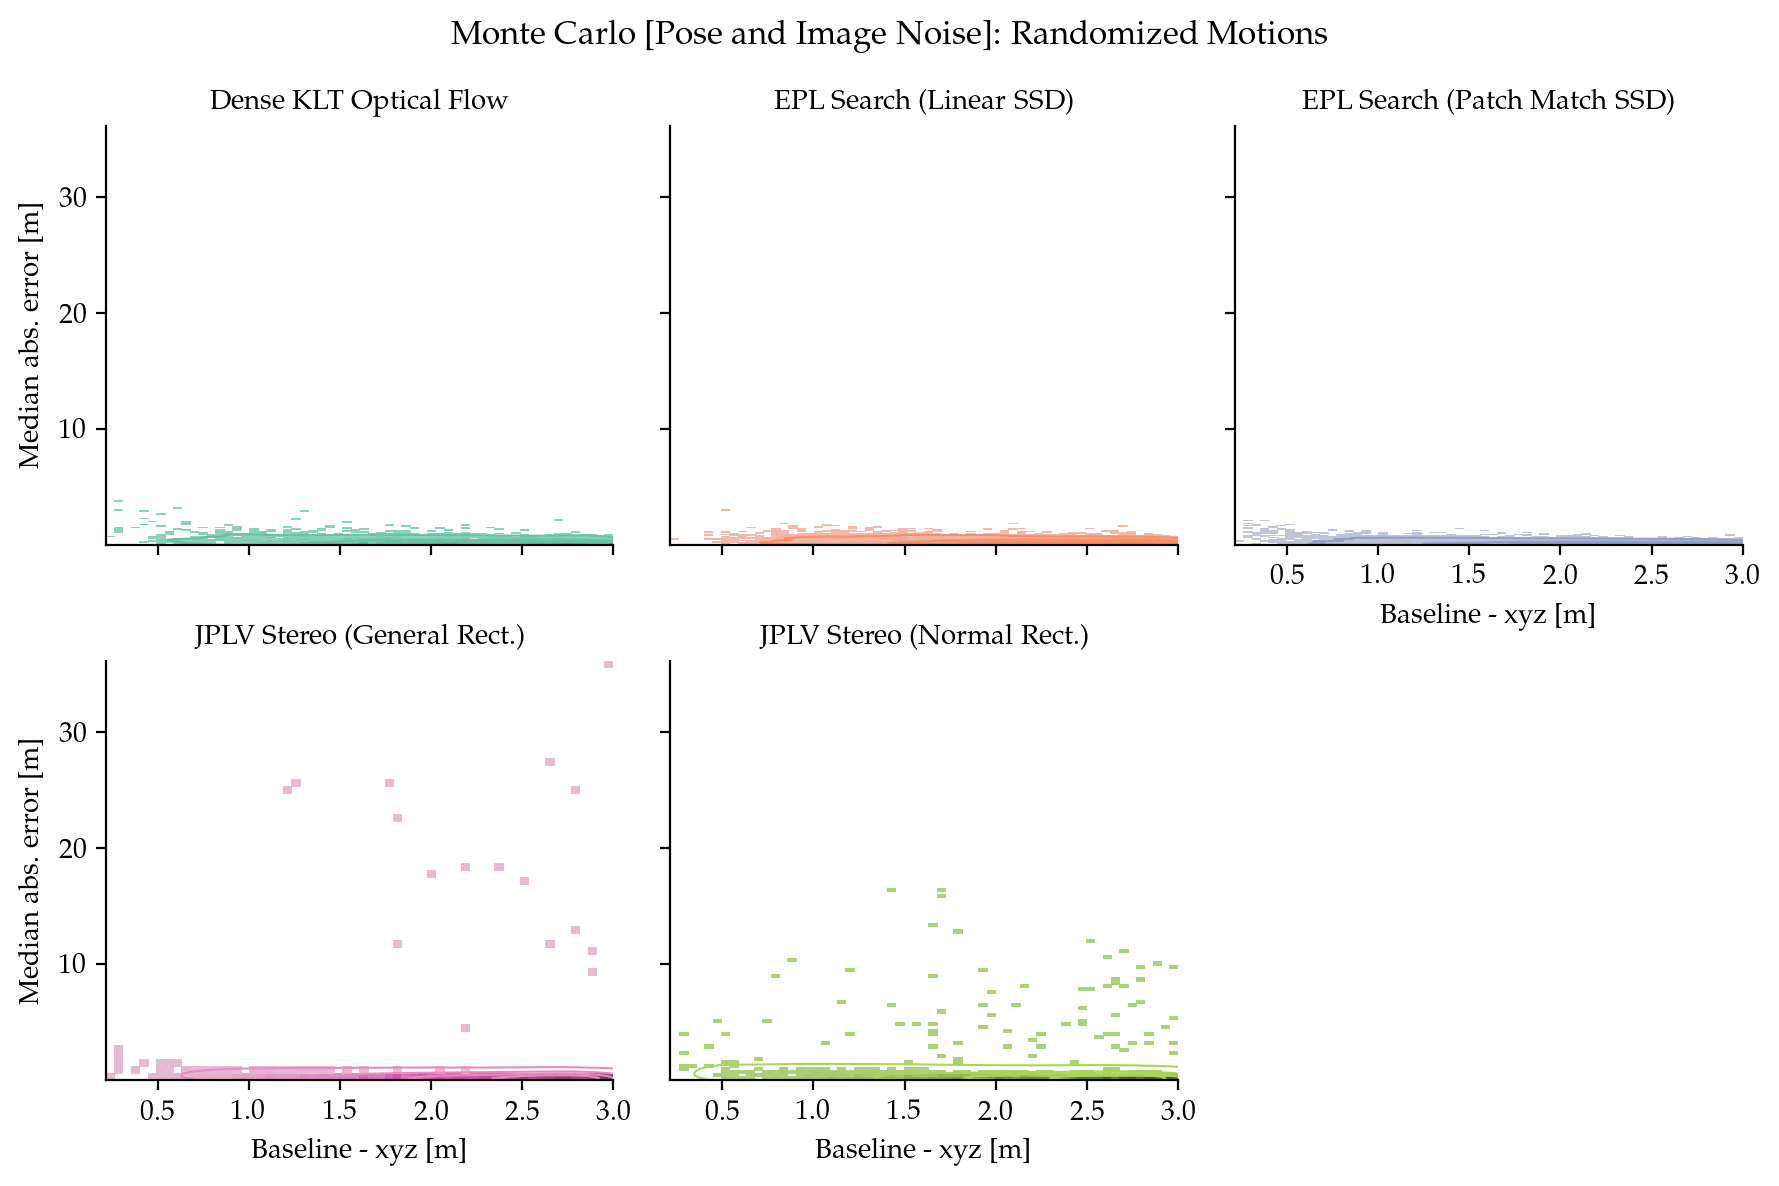 Monte Carlo [Pose and Image Noise]: Randomized Motions
Dense KLT Optical Flow
EPL Search (Linear SSD)
EPL Search (Patch Match SSD)
Median abs. error [m]
30
20
10
0.5 1.0 1.5 2.0 2.5 3.0
Baseline - xyz [m]
JPLV Stereo (General Rect.)
JPLV Stereo (Normal Rect.)
Median abs. error [m]
30
20
10
0.5 1.0 1.5 2.0 2.5 3.0
0.5 1.0 1.5 2.0 2.5 3.0
Baseline - xyz [m]
Baseline - xyz [m]